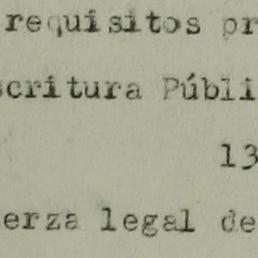 requisitos pr
scritura Públi
13
erza legal de